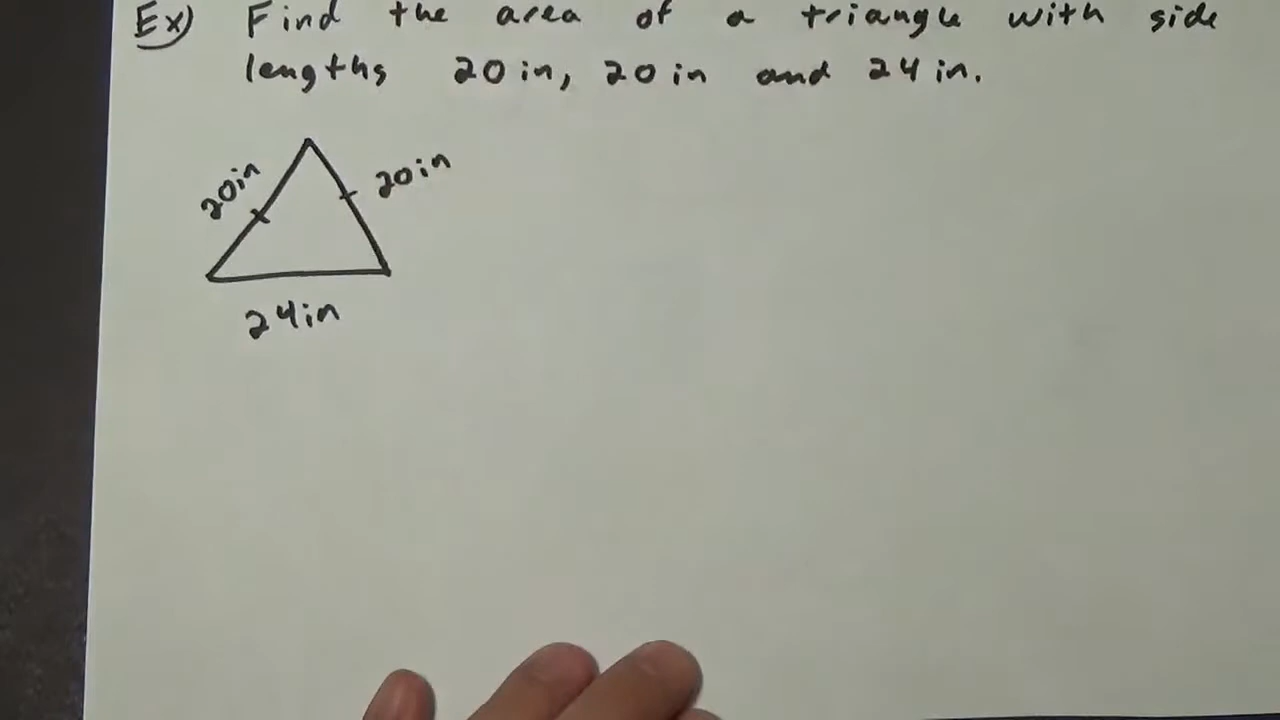 Ex) Find the area of a triangle with side
lengths 20 in, 20 in and 24 in.
20in
20in
24in